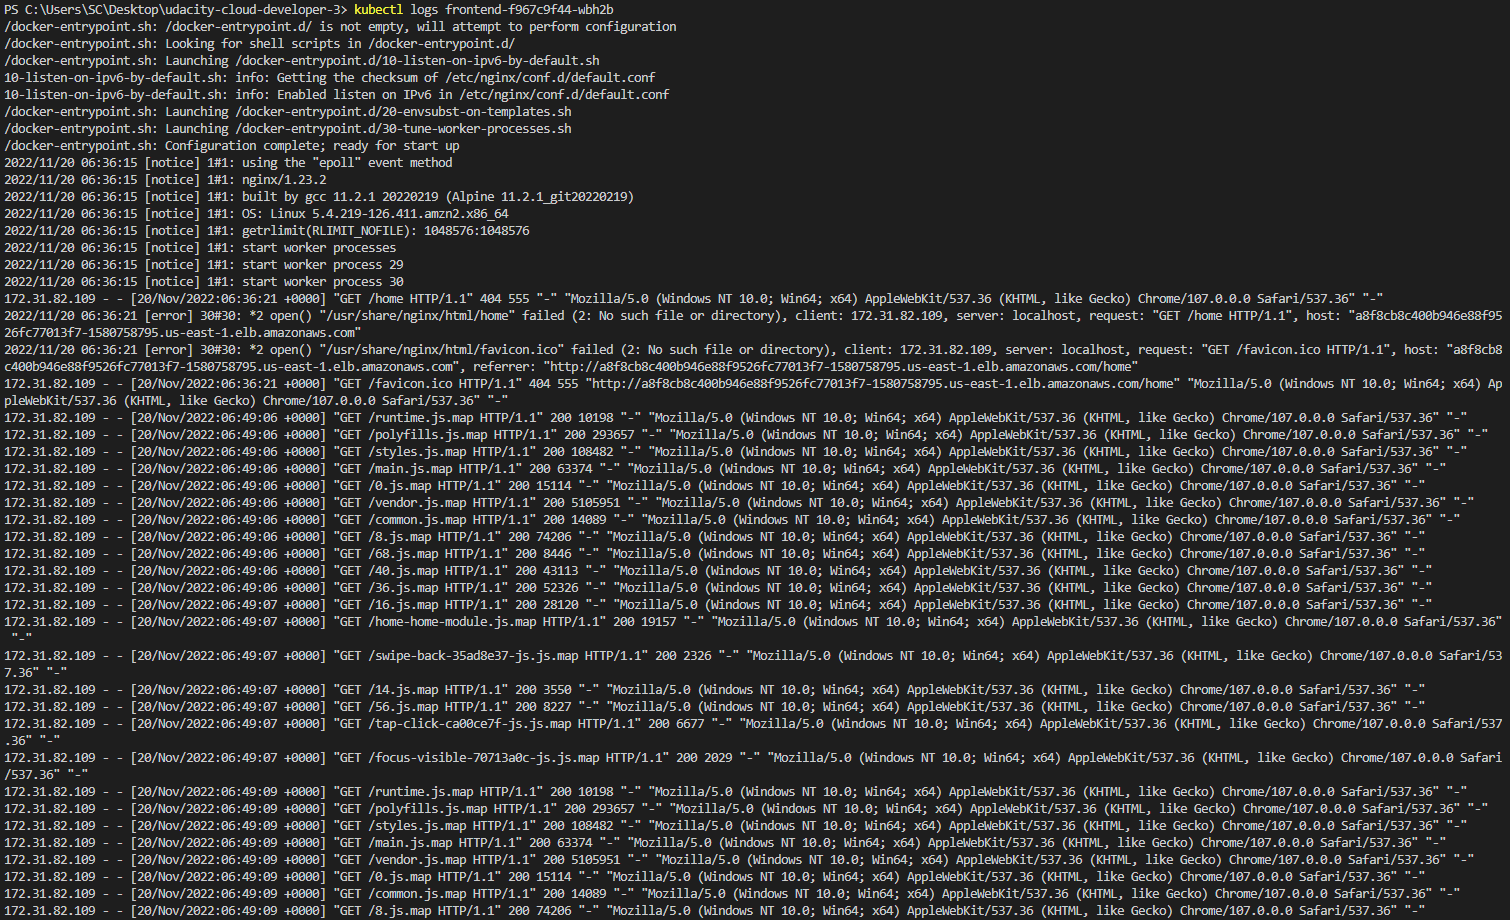 PS C:\Users\SC\Desktop\udacity-cloud-developer-3> kubectl logs frontend-f967c9f44-wbh2b
/docker-entrypoint.sh: /docker-entrypoint.d/ is not empty, will attempt to perform configuration
/docker-entrypoint.sh: Looking for shell scripts in /docker-entrypoint.d/
/docker-entrypoint.sh: Launching /docker-entrypoint.d/10-listen-on-ipv6-by-default.sh
10-listen-on-ipv6-by-default.sh: info: Getting the checksum of /etc/nginx/conf.d/default.conf
10-listen-on-ipv6-by-default.sh: info: Enabled listen on IPv6 in /etc/nginx/conf.d/default.conf
/docker-entrypoint.sh: Launching /docker-entrypoint.d/20-envsubst-on-templates.sh
/docker-entrypoint.sh: Launching /docker-entrypoint.d/30-tune-worker-processes.sh
/docker-entrypoint.sh: Configuration complete; ready for start up
2022/11/20 06:36:15 [notice] 1#1: using the "epoll" event method
2022/11/20 06:36:15 [notice] 1#1: nginx/1.23.2
2022/11/20 06:36:15 [notice] 1#1: built by gcc 11.2.1 20220219 (Alpine 11.2.1_git20220219)
2022/11/20 06:36:15 [notice] 1#1: OS: Linux 5.4.219-126.411.amzn2.x86_64
2022/11/20 06:36:15 [notice] 1#1: getrlimit(RLIMIT_NOFILE): 1048576:1048576
2022/11/20 06:36:15 [notice] 1#1: start worker processes
2022/11/20 06:36:15 [notice] 1#1: start worker process 29
2022/11/20 06:36:15 [notice] 1#1: start worker process 30
172.31.82.109 - - [20/Nov/2022:06:36:21 +0000] "GET /home HTTP/1.1" 404 555 "-" "Mozilla/5.0 (Windows NT 10.0; Win64; x64) AppleWebKit/537.36 (KHTML, like Gecko) Chrome/107.0.0.0 Safari/537.36" "-"
2022/11/20 06:36:21 [error] 30#30: *2 open() "/usr/share/nginx/html/home" failed (2: No such file or directory), client: 172.31.82.109, server: localhost, request: "GET /home HTTP/1.1", host: "a8f8cb8c400b946e88f95
26fc77013f7-1580758795.us-east-1.elb.amazonaws.com"
2022/11/20 06:36:21 [error] 30#30: *2 open() "/usr/share/nginx/html/favicon.ico" failed (2: No such file or directory), client: 172.31.82.109, server: localhost, request: "GET /favicon.ico HTTP/1.1", host: "a8f8cb8
c400b946e88f9526fc77013f7-1580758795.us-east-1.elb.amazonaws.com", referrer: "http://a8f8cb8c400b946e88f9526fc77013f7-1580758795.us-east-1.elb.amazonaws.com/home"
172.31.82.109 - - [20/Nov/2022:06:36:21 +0000] "GET /favicon.ico HTTP/1.1" 404 555 "http://a8f8cb8c400b946e88f9526fc77013f7-1580758795.us-east-1.elb.amazonaws.com/home" "Mozilla/5.0 (Windows NT 10.0; Win64; x64) Ap
pleWebKit/537.36 (KHTML, like Gecko) Chrome/107.0.0.0 Safari/537.36" "-"
172.31.82.109 - - [20/Nov/2022:06:49:06 +0000] "GET /runtime.js.map HTTP/1.1" 200 10198 "-" "Mozilla/5.0 (Windows NT 10.0; Win64; x64) AppleWebKit/537.36 (KHTML, like Gecko) Chrome/107.0.0.0 Safari/537.36" "-"
172.31.82.109 - - [20/Nov/2022:06:49:06 +0000] "GET /polyfills.js.map HTTP/1.1" 200 293657 "-" "Mozilla/5.0 (Windows NT 10.0; Win64; x64) AppleWebKit/537.36 (KHTML, like Gecko) Chrome/107.0.0.0 Safari/537.36" "-"
172.31.82.109 - - [20/Nov/2022:06:49:06 +0000] "GET /styles.js.map HTTP/1.1" 200 108482 "-" "Mozilla/5.0 (Windows NT 10.0; Win64; x64) AppleWebKit/537.36 (KHTML, like Gecko) Chrome/107.0.0.0 Safari/537.36" "-"
172.31.82.109 - - [20/Nov/2022:06:49:06 +0000] "GET /main.js.map HTTP/1.1" 200 63374 "-" "Mozilla/5.0 (Windows NT 10.0; Win64; x64) AppleWebKit/537.36 (KHTML, like Gecko) Chrome/107.0.0.0 Safari/537.36" "-"
172.31.82.109 - - [20/Nov/2022:06:49:06 +0000] "GET /0.js.map HTTP/1.1" 200 15114 "-" "Mozilla/5.0 (Windows NT 10.0; Win64; x64) AppleWebKit/537.36 (KHTML, like Gecko) Chrome/107.0.0.0 Safari/537.36" "-"
172.31.82.109 - - [20/Nov/2022:06:49:06 +0000] "GET /vendor.js.map HTTP/1.1" 200 5105951 "-" "Mozilla/5.0 (Windows NT 10.0; Win64; x64) AppleWebKit/537.36 (KHTML, like Gecko) Chrome/107.0.0.0 Safari/537.36" "-"
172.31.82.109 - - [20/Nov/2022:06:49:06 +0000] "GET /common.js.map HTTP/1.1" 200 14089 "-" "Mozilla/5.0 (Windows NT 10.0; Win64; x64) AppleWebKit/537.36 (KHTML, like Gecko) Chrome/107.0.0.0 Safari/537.36" "-"
172.31.82.109 - - [20/Nov/2022:06:49:06 +0000] "GET /8.js.map HTTP/1.1" 200 74206 "-" "Mozilla/5.0 (Windows NT 10.0; Win64; x64) AppleWebKit/537.36 (KHTML, like Gecko) Chrome/107.0.0.0 Safari/537.36" "-"
172.31.82.109 - - [20/Nov/2022:06:49:06 +0000] "GET /68.js.map HTTP/1.1" 200 8446 "-" "Mozilla/5.0 (Windows NT 10.0; Win64; x64) AppleWebKit/537.36 (KHTML, like Gecko) Chrome/107.0.0.0 Safari/537.36" "-"
172.31.82.109 - - [20/Nov/2022:06:49:06 +0000] "GET /40.js.map HTTP/1.1" 200 43113 "-" "Mozilla/5.0 (Windows NT 10.0; Win64; x64) AppleWebKit/537.36 (KHTML, like Gecko) Chrome/107.0.0.0 Safari/537.36" "-"
172.31.82.109 - - [20/Nov/2022:06:49:06 +0000] "GET /36.js.map HTTP/1.1" 200 52326 "-" "Mozilla/5.0 (Windows NT 10.0; Win64; x64) AppleWebKit/537.36 (KHTML, like Gecko) Chrome/107.0.0.0 Safari/537.36" "-"
172.31.82.109 - - [20/Nov/2022:06:49:07 +0000] "GET /16.js.map HTTP/1.1" 200 28120 "-" "Mozilla/5.0 (Windows NT 10.0; Win64; x64) AppleWebKit/537.36 (KHTML, like Gecko) Chrome/107.0.0.0 Safari/537.36" "-"
172.31.82.109 - - [20/Nov/2022:06:49:07 +0000] "GET /home-home-module.js.map HTTP/1.1" 200 19157 "-" "Mozilla/5.0 (Windows NT 10.0; Win64; x64) AppleWebKit/537.36 (KHTML, like Gecko) Chrome/107.0.0.0 Safari/537.36"
"-"
172.31.82.109 - - [20/Nov/2022:06:49:07 +0000] "GET /swipe-back-35ad8e37-js.js.map HTTP/1.1" 200 2326 "-" "Mozilla/5.0 (Windows NT 10.0; Win64; x64) AppleWebKit/537.36 (KHTML, like Gecko) Chrome/107.0.0.0 Safari/53
7.36" "-"
172.31.82.109 - - [20/Nov/2022:06:49:07 +0000] "GET /14.js.map HTTP/1.1" 200 3550 "-" "Mozilla/5.0 (Windows NT 10.0; Win64; x64) AppleWebKit/537.36 (KHTML, like Gecko) Chrome/107.0.0.0 Safari/537.36" "-"
172.31.82.109 - - [20/Nov/2022:06:49:07 +0000] "GET /56.js.map HTTP/1.1" 200 8227 "-" "Mozilla/5.0 (Windows NT 10.0; Win64; x64) AppleWebKit/537.36 (KHTML, like Gecko) Chrome/107.0.0.0 Safari/537.36" "-"
172.31.82.109 - - [20/Nov/2022:06:49:07 +0000] "GET /tap-click-ca00ce7f-js.js.map HTTP/1.1" 200 6677 "-" "Mozilla/5.0 (Windows NT 10.0; Win64; x64) AppleWebKit/537.36 (KHTML, like Gecko) Chrome/107.0.0.0 Safari/537
.36" "-"
172.31.82.109 - - [20/Nov/2022:06:49:07 +0000] "GET /focus-visible-70713a0c-js.js.map HTTP/1.1" 200 2029 "-" "Mozilla/5.0 (Windows NT 10.0; Win64; x64) AppleWebKit/537.36 (KHTML, like Gecko) Chrome/107.0.0.0 Safari
/537.36" "-"
172.31.82.109 - - [20/Nov/2022:06:49:09 +0000] "GET /runtime.js.map HTTP/1.1" 200 10198 "-" "Mozilla/5.0 (Windows NT 10.0; Win64; x64) AppleWebKit/537.36 (KHTML, like Gecko) Chrome/107.0.0.0 Safari/537.36" "-"
172.31.82.109 - - [20/Nov/2022:06:49:09 +0000] "GET /polyfills.js.map HTTP/1.1" 200 293657 "-" "Mozilla/5.0 (Windows NT 10.0; Win64; x64) AppleWebKit/537.36 (KHTML, like Gecko) Chrome/107.0.0.0 Safari/537.36" "-"
172.31.82.109 - - [20/Nov/2022:06:49:09 +0000] "GET /styles.js.map HTTP/1.1" 200 108482 "-" "Mozilla/5.0 (Windows NT 10.0; Win64; x64) AppleWebKit/537.36 (KHTML, like Gecko) Chrome/107.0.0.0 Safari/537.36" "-"
172.31.82.109 - - [20/Nov/2022:06:49:09 +0000] "GET /main.js.map HTTP/1.1" 200 63374 "-" "Mozilla/5.0 (Windows NT 10.0; Win64; x64) AppleWebKit/537.36 (KHTML, like Gecko) Chrome/107.0.0.0 Safari/537.36" "-"
172.31.82.109 - - [20/Nov/2022:06:49:09 +0000] "GET /vendor.js.map HTTP/1.1" 200 5105951 "-" "Mozilla/5.0 (Windows NT 10.0; Win64; x64) AppleWebKit/537.36 (KHTML, like Gecko) Chrome/107.0.0.0 Safari/537.36" "-"
172.31.82.109 - - [20/Nov/2022:06:49:09 +0000] "GET /0.js.map HTTP/1.1" 200 15114 "-" "Mozilla/5.0 (Windows NT 10.0; Win64; x64) AppleWebKit/537.36 (KHTML, like Gecko) Chrome/107.0.0.0 Safari/537.36" "-"
172.31.82.109 - - [20/Nov/2022:06:49:09 +0000] "GET /common.js.map HTTP/1.1" 200 14089 "-" "Mozilla/5.0 (Windows NT 10.0; Win64; x64) AppleWebKit/537.36 (KHTML, like Gecko) Chrome/107.0.0.0 Safari/537.36" "-"
172.31.82.109 - - [20/Nov/2022:06:49:09 +0000] "GET /8.js.map HTTP/1.1" 200 74206 "-" "Mozilla/5.0 (Windows NT 10.0; Win64; x64) AppleWebKit/537.36 (KHTML, like Gecko) Chrome/107.0.0.0 Safari/537.36" "-"